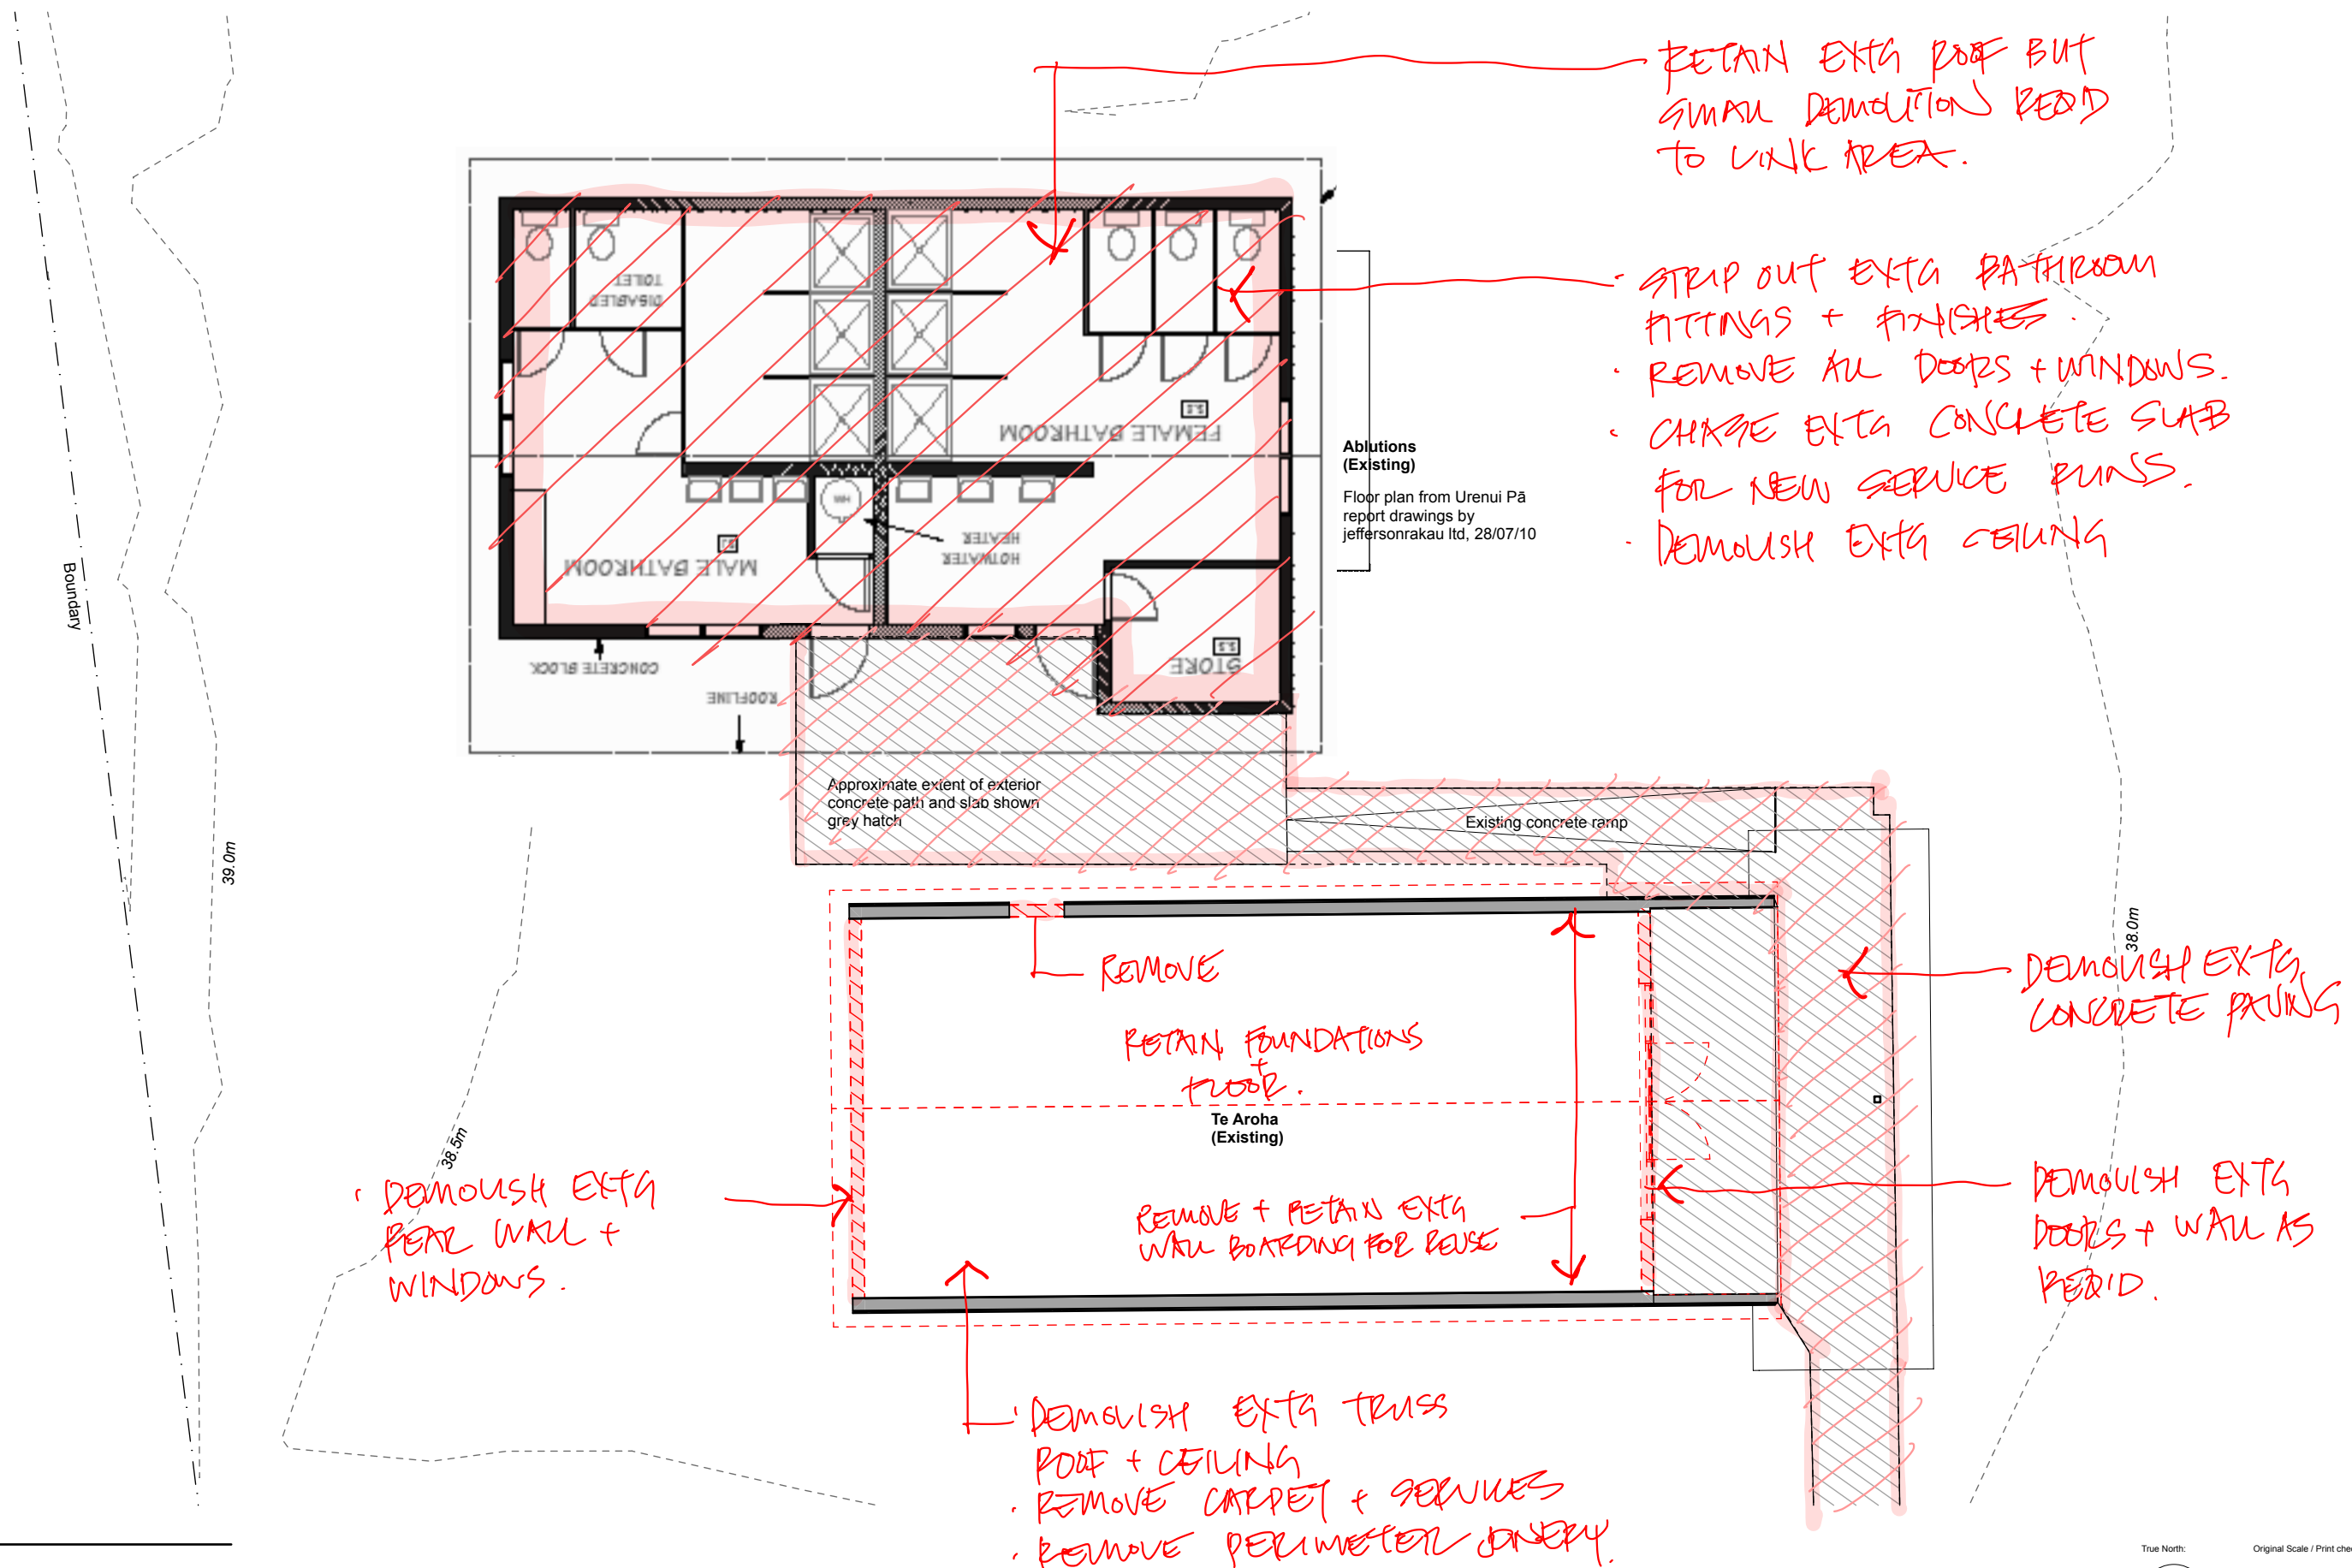 RETAIN EXTG ROOF BUT
SMALL DEMOLITION REQD
TO LINK AREA.
· STRIP OUT EXTG BATHROOM
FITTINGS + FINISHES.
· REMOVE ALL DOORS + WINDOWS.
· CHASE EXTG CONCRETE SLAB
FOR NEW SERVICE RUNS.
· DEMOLISH EXTG CEILING
TOILET
DISABLED
FEMALE BATHROOM
S.S
HW
HEATER
HOTWATER
MALE BATHROOM
STORE
S.S
CONCRETE BLOCK
ROOFLINE
Ablutions
(Existing)
Floor plan from Urenui Pā
report drawings by
jeffersonrakau ltd, 28/07/10
Boundary
39.0m
38.5m
38.0m
Approximate extent of exterior
concrete path and slab shown
grey hatch
Existing concrete ramp
REMOVE
RETAIN FOUNDATIONS
+
FLOOR.
Te Aroha
(Existing)
REMOVE + RETAIN EXTG
WALL BOARDING FOR REUSE
DEMOLISH EXTG
CONCRETE PAVING
· DEMOLISH EXTG
REAR WALL +
WINDOWS.
DEMOLISH EXTG
DOORS + WALL AS
REQ'D.
· DEMOLISH EXTG TRUSS
ROOF + CEILING
· REMOVE CARPET + SERVICES
· REMOVE PERIMETER JOINERY.
True North:
Original Scale / Print